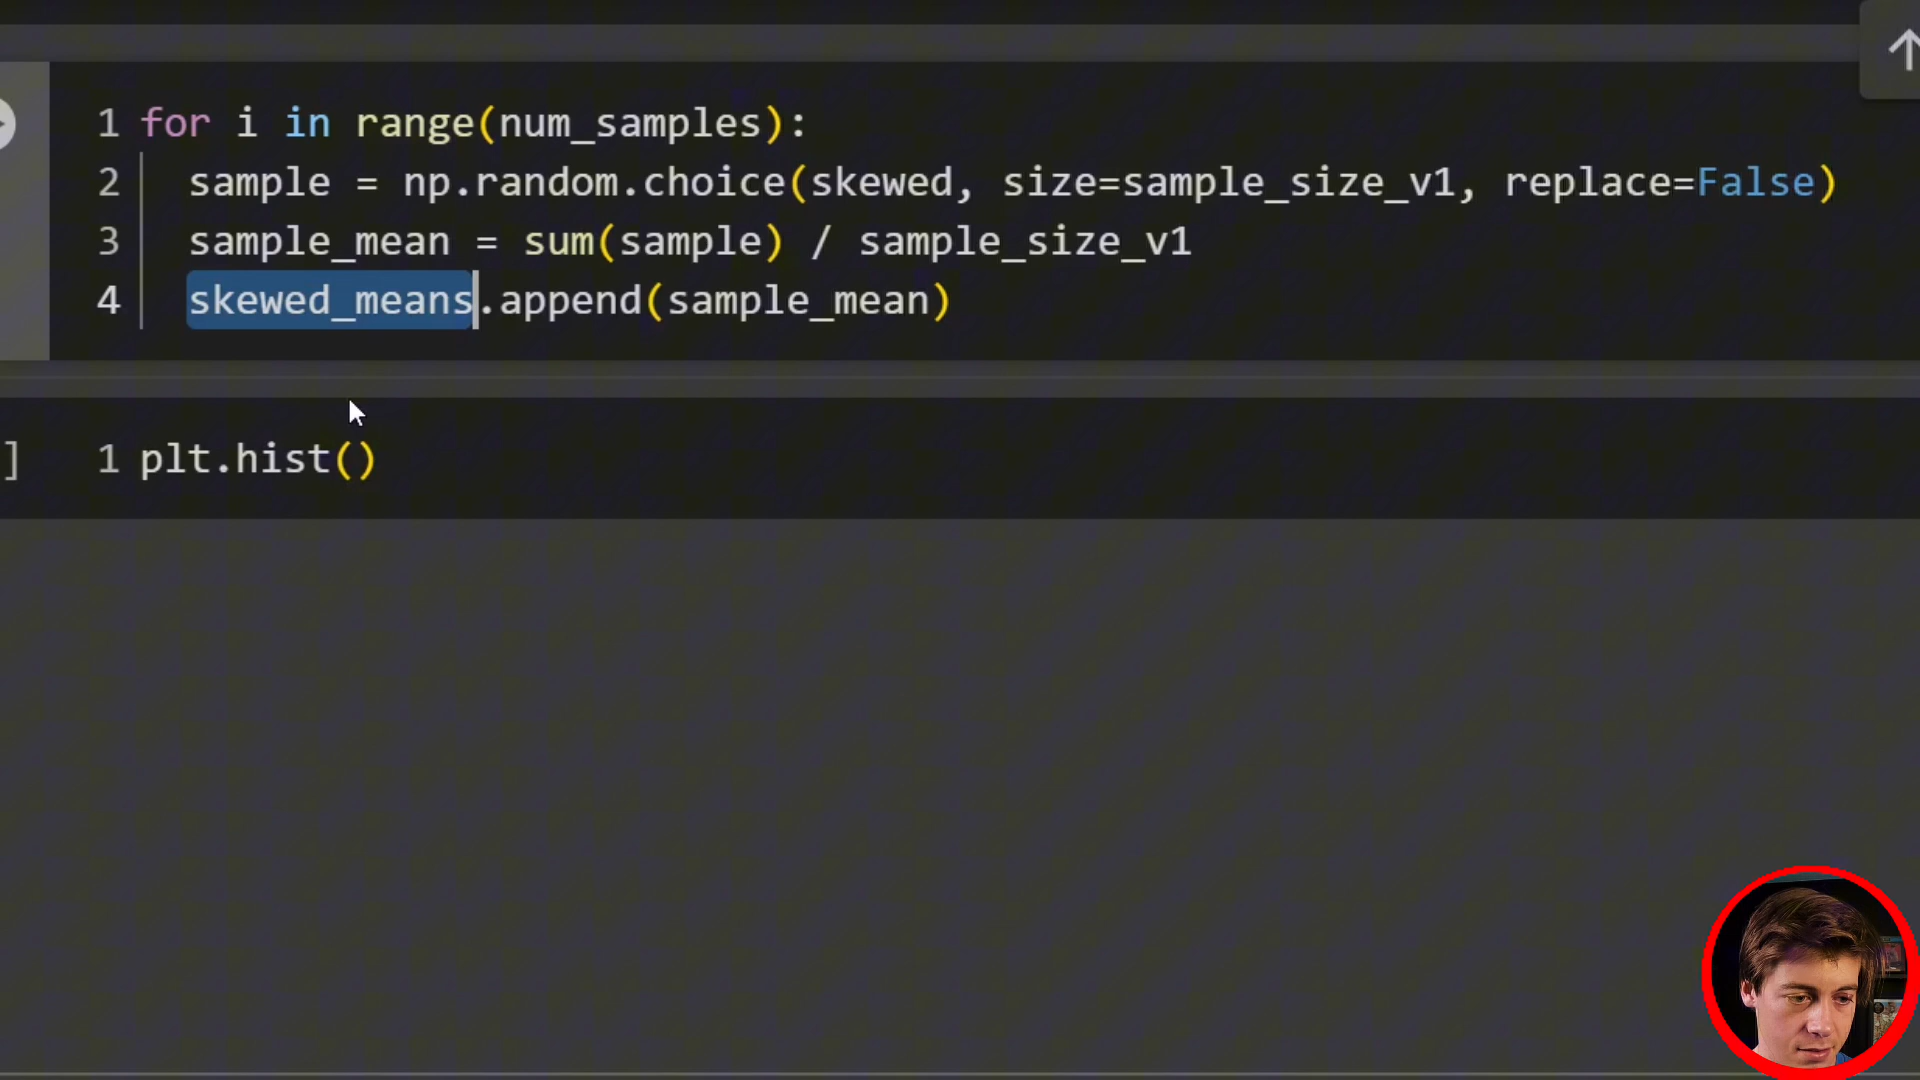 1 for i in range(num_samples):
2 sample = np.random.choice(skewed, size=sample_size_v1, replace=False)
3 sample_mean = sum(sample) / sample_size_v1
4 skewed_means.append(sample_mean)
] 1 plt.hist()